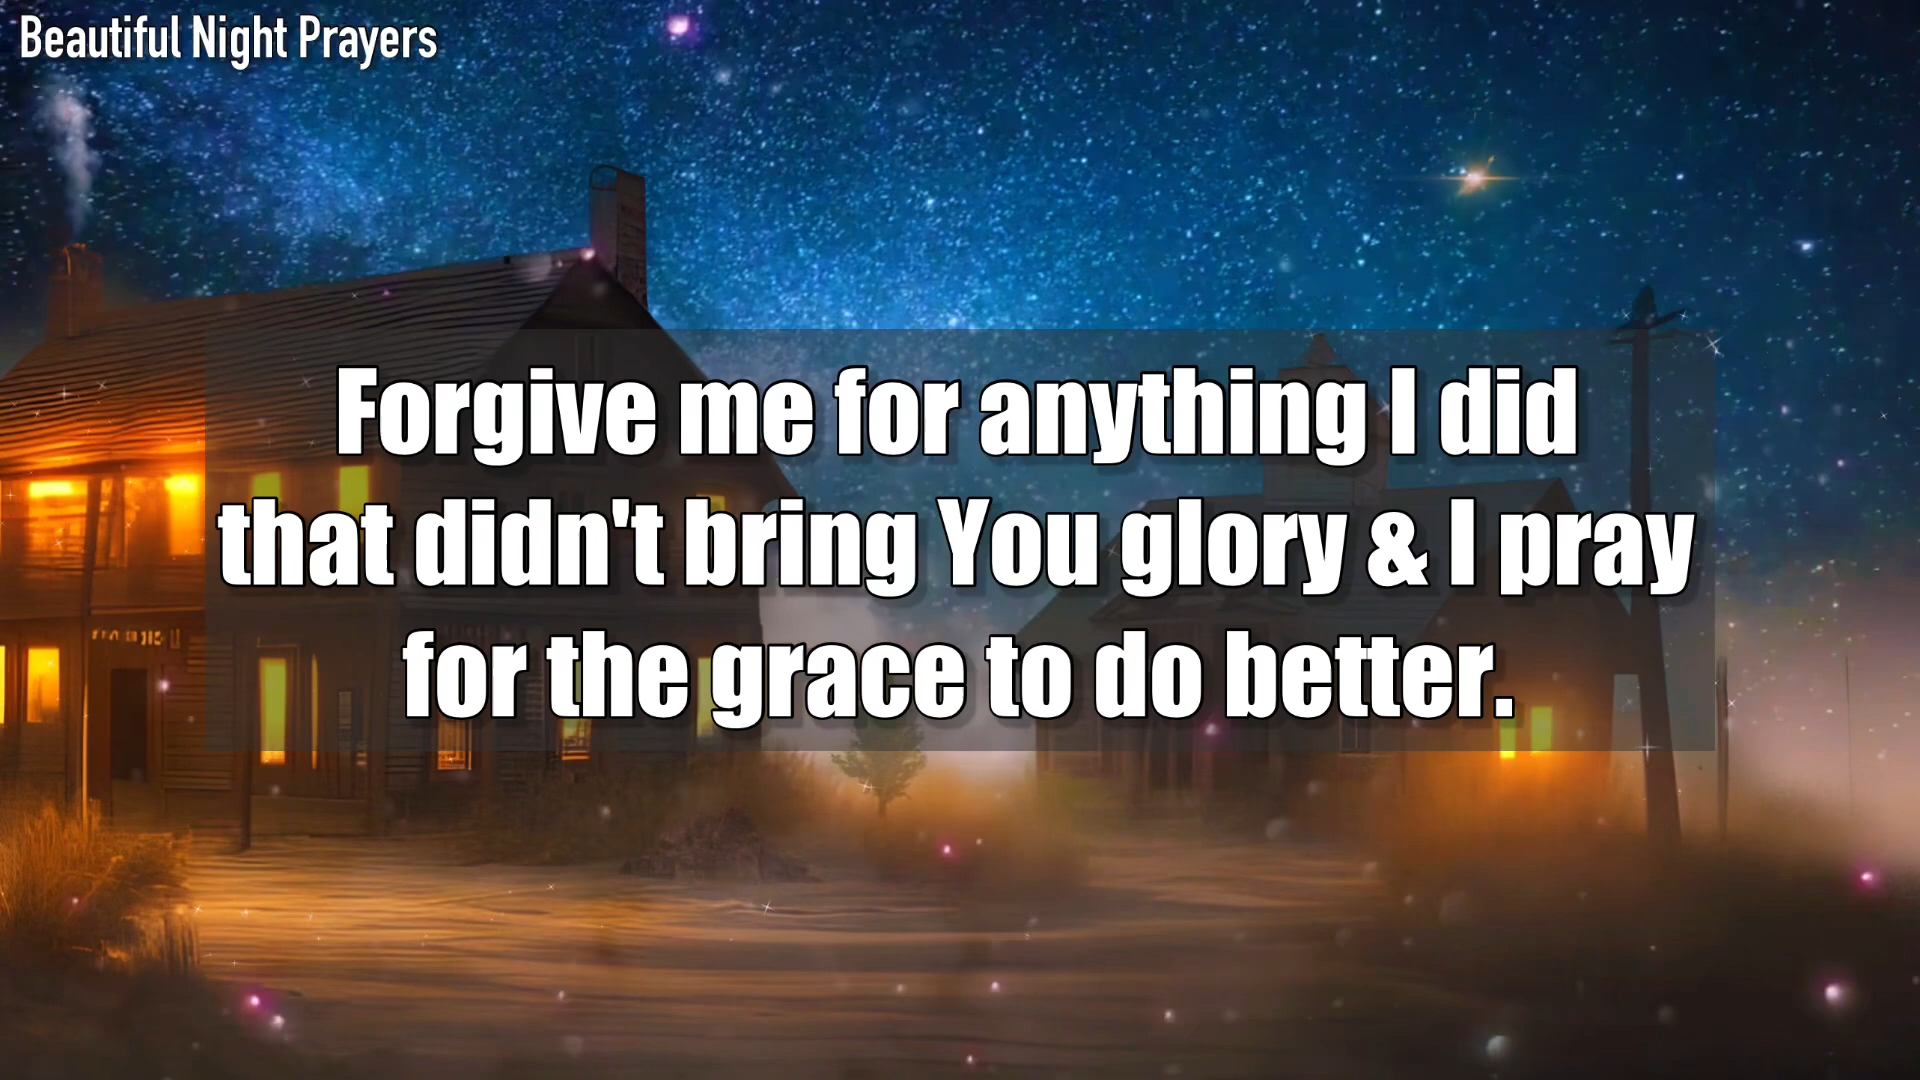 Beautiful Night Prayers
Forgive me for anything I did
that didn't bring You glory & I pray
for the grace to do better.